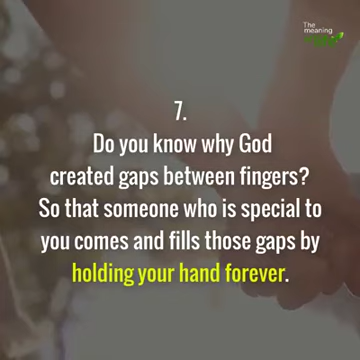 The
meaning
7.
Do you know why God
created gaps between fingers?
So that someone who is special to
you comes and fills those gaps by
holding your hand forever.